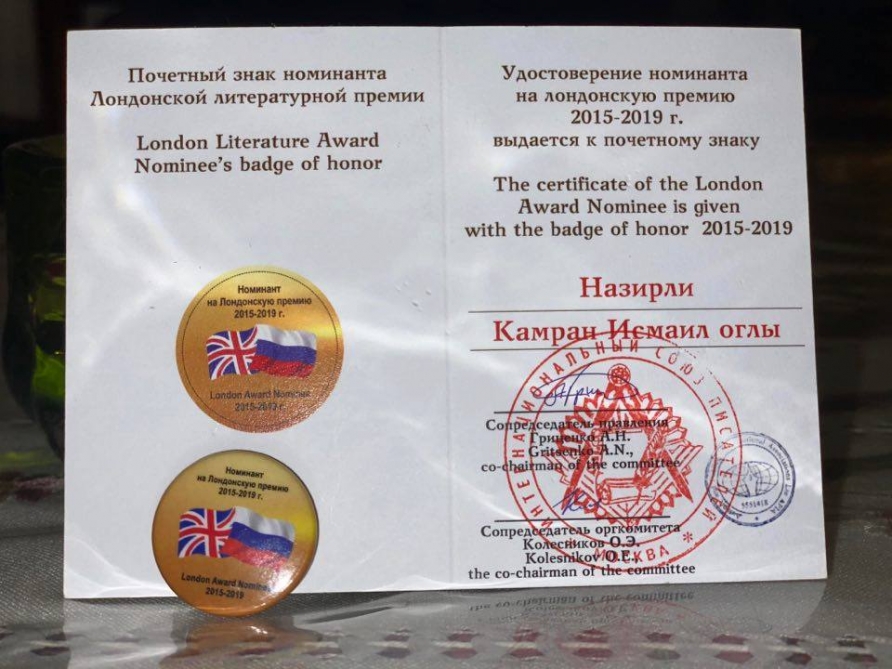 Почетный знак номинанта
Лондонской литературной премии
London Literature Award
Nominee's badge of honor
Номинант
на Лондонскую премию
2015-2019 г.
London Award Nominee
2015-2019 г.
Номинант
на Лондонскую премию
2015-2019 г.
London Award Nominee
2015-2019
Удостоверение номинанта
на лондонскую премию
2015-2019 г.
выдается к почетному знаку
The certificate of the London
Award Nominee is given
with the badge of honor 2015-2019
Назирли
Камран Исмаил оглы
Сопредседатель правления
Гриценко А.Н.
Gritsenko A.N.,
co-chairman of the committee
Сопредседатель оргкомитета
Колесников О.Э.
Kolesnikov O.E.
the co-chairman of the committee
ИНТЕРНАЦИОНАЛЬНЫЙ СОЮЗ ПИСАТЕЛЕЙ
* МОСКВА *